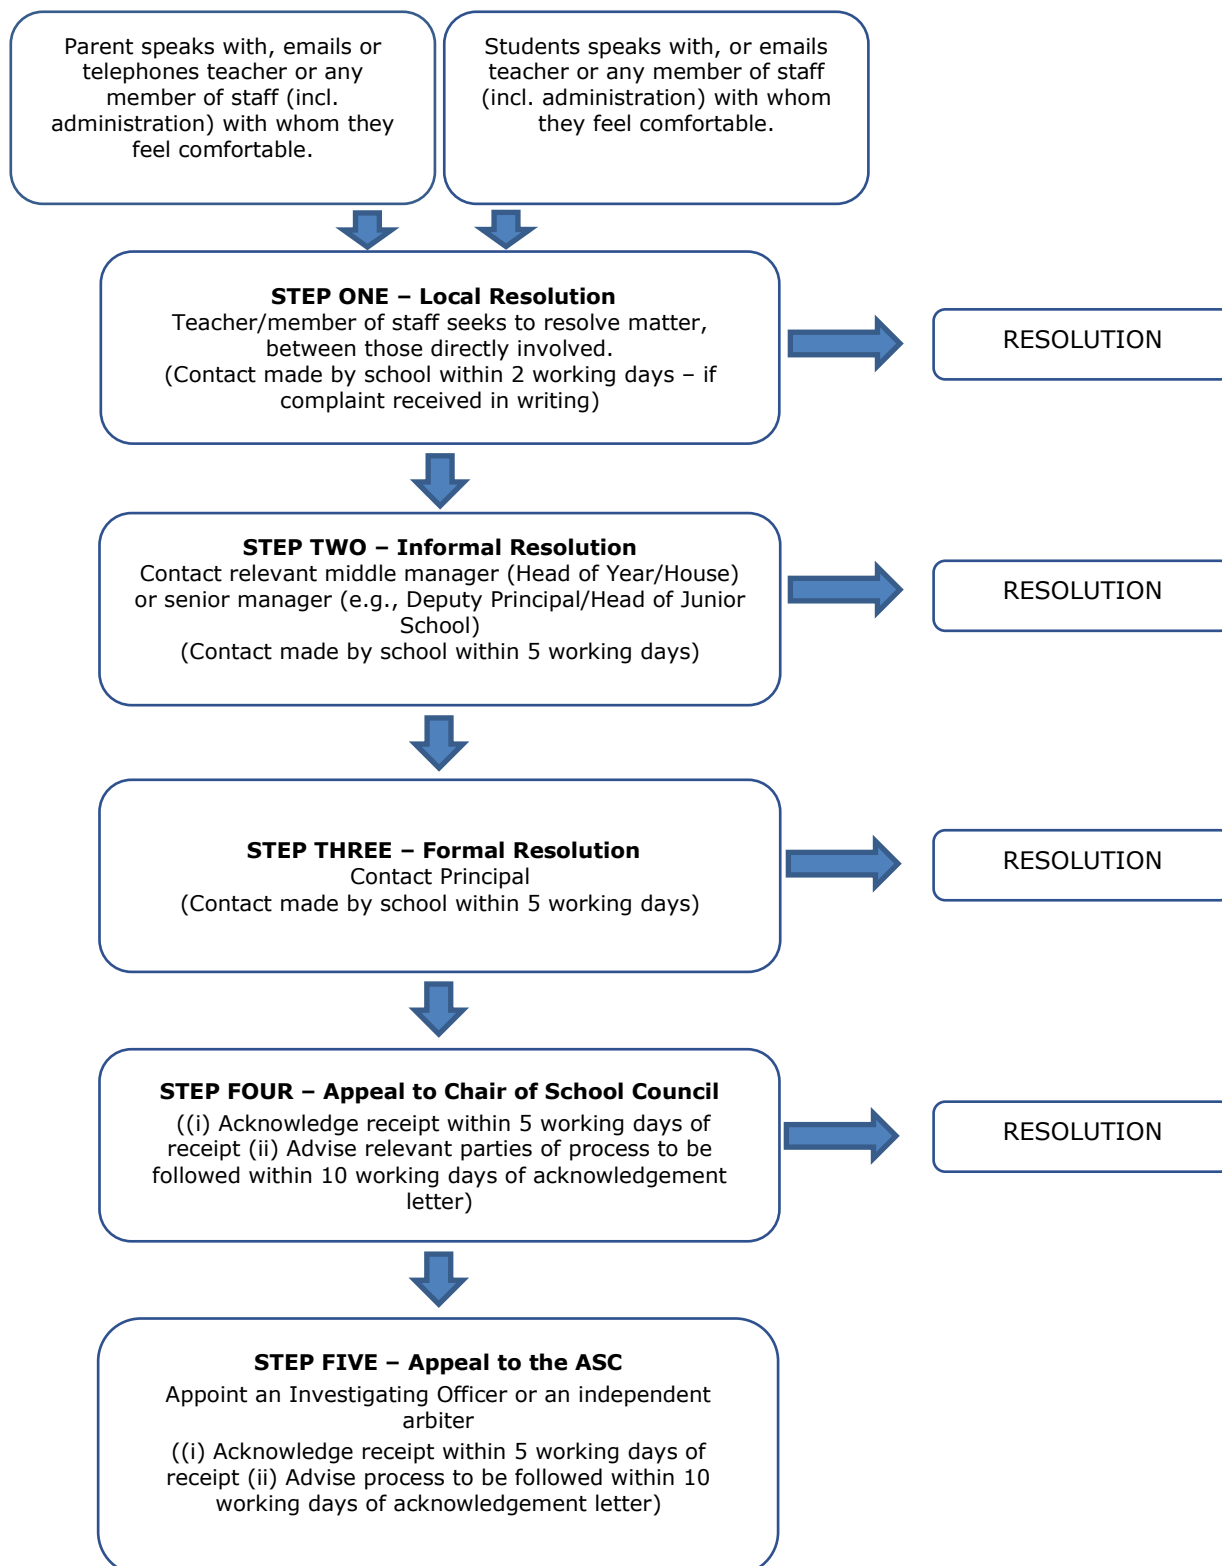 Parent speaks with, emails or
telephones teacher or any
member of staff (incl.
administration) with whom they
feel comfortable.
Students speaks with, or emails
teacher or any member of staff
(incl. administration) with whom
they feel comfortable.
STEP ONE – Local Resolution
Teacher/member of staff seeks to resolve matter,
between those directly involved.
(Contact made by school within 2 working days – if
complaint received in writing)
RESOLUTION
STEP TWO – Informal Resolution
Contact relevant middle manager (Head of Year/House)
or senior manager (e.g., Deputy Principal/Head of Junior
School)
(Contact made by school within 5 working days)
RESOLUTION
STEP THREE – Formal Resolution
Contact Principal
(Contact made by school within 5 working days)
RESOLUTION
STEP FOUR – Appeal to Chair of School Council
((i) Acknowledge receipt within 5 working days of
receipt (ii) Advise relevant parties of process to be
followed within 10 working days of acknowledgement
letter)
RESOLUTION
STEP FIVE – Appeal to the ASC
Appoint an Investigating Officer or an independent
arbiter
((i) Acknowledge receipt within 5 working days of
receipt (ii) Advise process to be followed within 10
working days of acknowledgement letter)